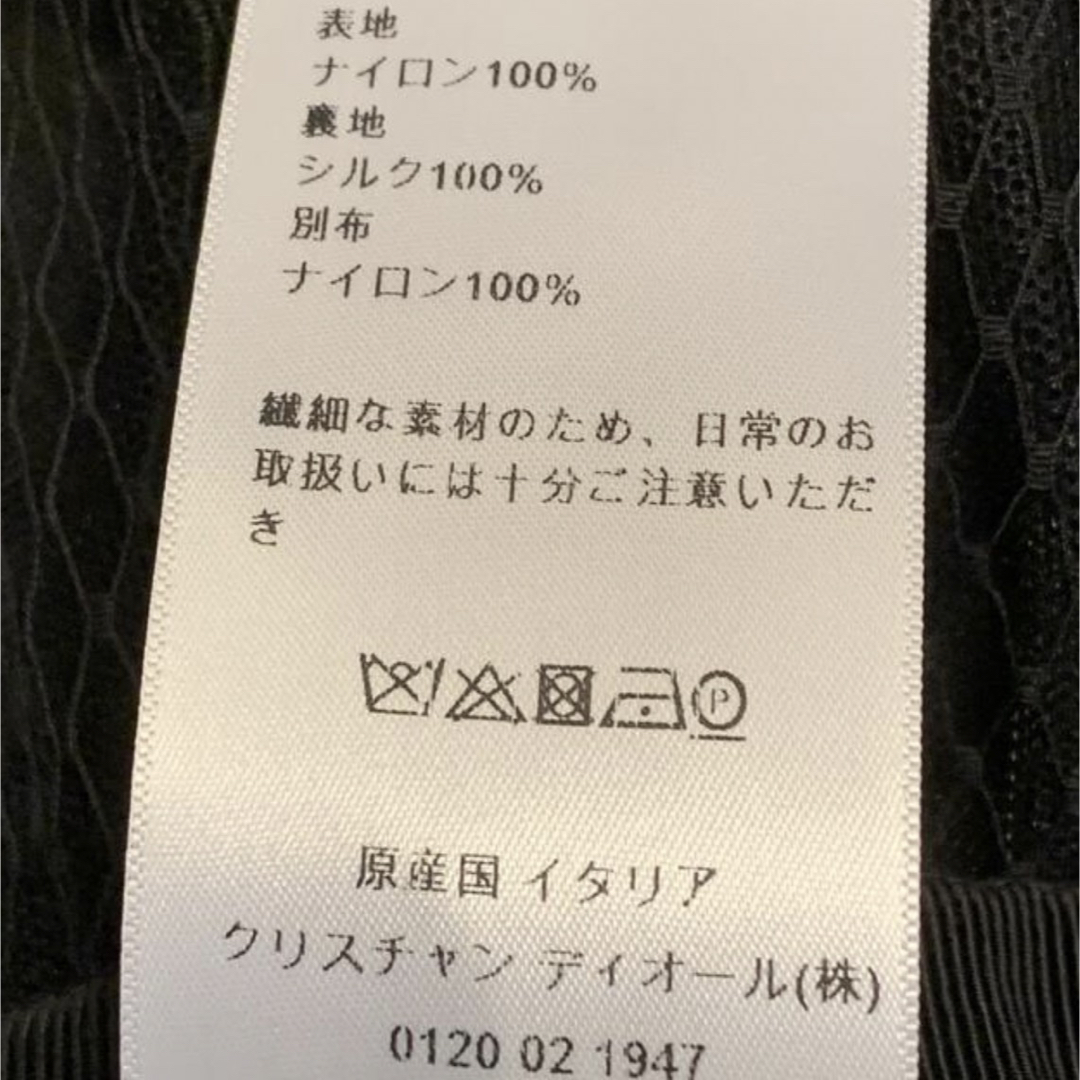 表地
ナイロン100%
裏地
シルク100%
別布
ナイロン100%
繊細な素材のため、日常のお
取扱いには十分ご注意いただ
き
P
原産国 イタリア
クリスチャン ディオール(株)
0120 02 1947